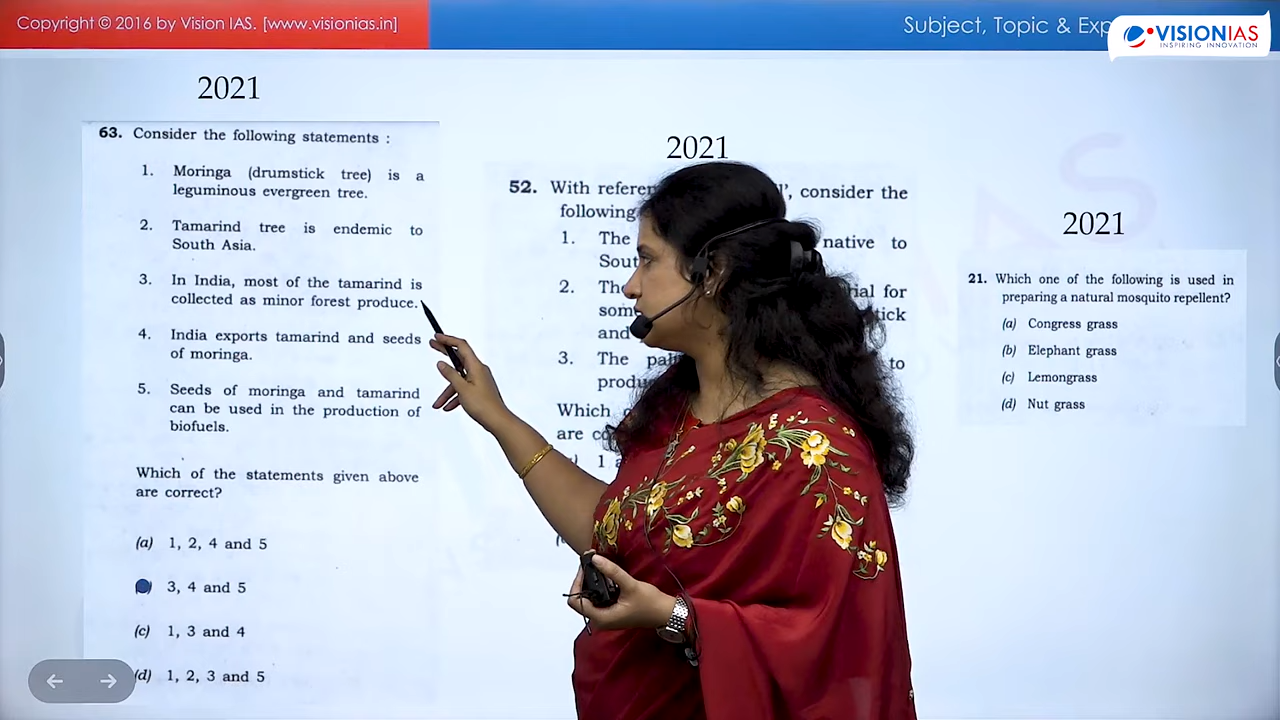 Copyright © 2016 by Vision IAS. [www.visionias.in]
Subject, Topic & Exp
VISIONIAS
INSPIRING INNOVATION
2021
63. Consider the following statements :
1. Moringa (drumstick tree) is a
leguminous evergreen tree.
2. Tamarind tree is endemic to
South Asia.
3. In India, most of the tamarind is
collected as minor forest produce.
4. India exports tamarind and seeds
of moringa.
5. Seeds of moringa and tamarind
can be used in the production of
biofuels.
Which of the statements given above
are correct?
(a) 1, 2, 4 and 5
3, 4 and 5
(c) 1, 3 and 4
(d) 1, 2, 3 and 5
2021
52. With referen l', consider the
following
1. The native to
Sout
2. Th ial for
som tick
and
3. The pal to
produ
Which
are co
1 a
2021
21. Which one of the following is used in
preparing a natural mosquito repellent?
(a) Congress grass
(b) Elephant grass
(c) Lemongrass
(d) Nut grass